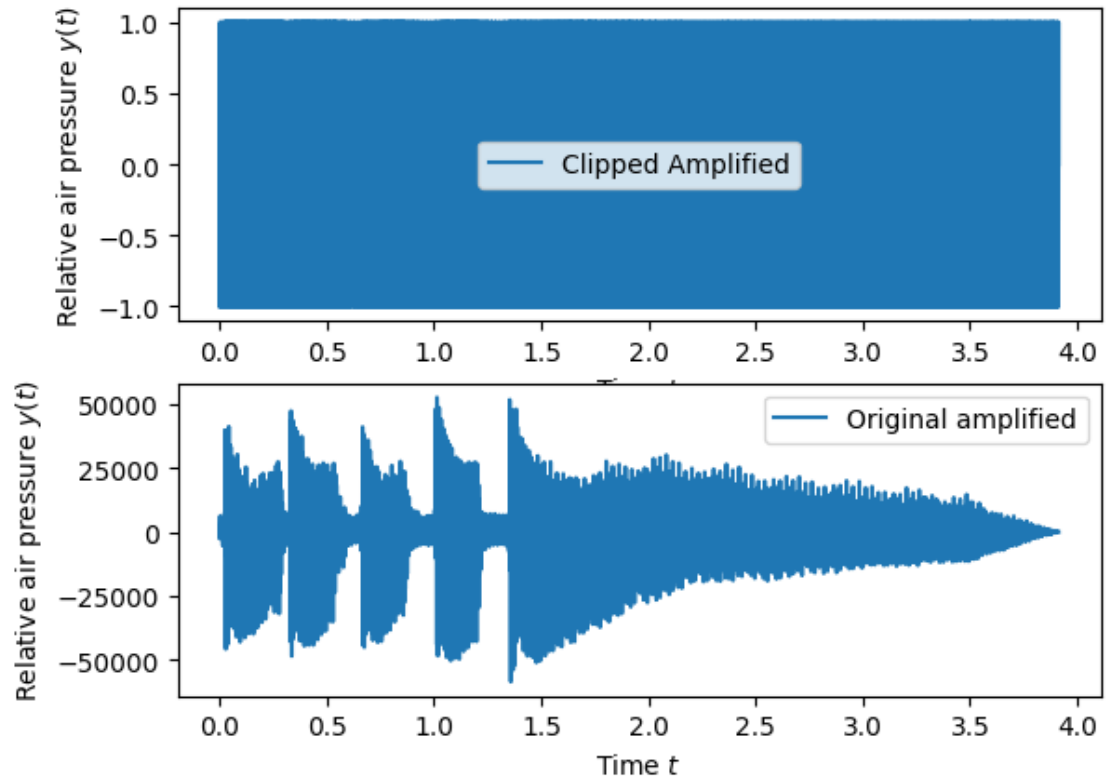 Relative air pressure y(t)
1.0
0.5
0.0
−0.5
−1.0
Clipped Amplified
0.0 0.5 1.0 1.5 2.0 2.5 3.0 3.5 4.0
Relative air pressure y(t)
50000
25000
0
−25000
−50000
Original amplified
0.0 0.5 1.0 1.5 2.0 2.5 3.0 3.5 4.0
Time t